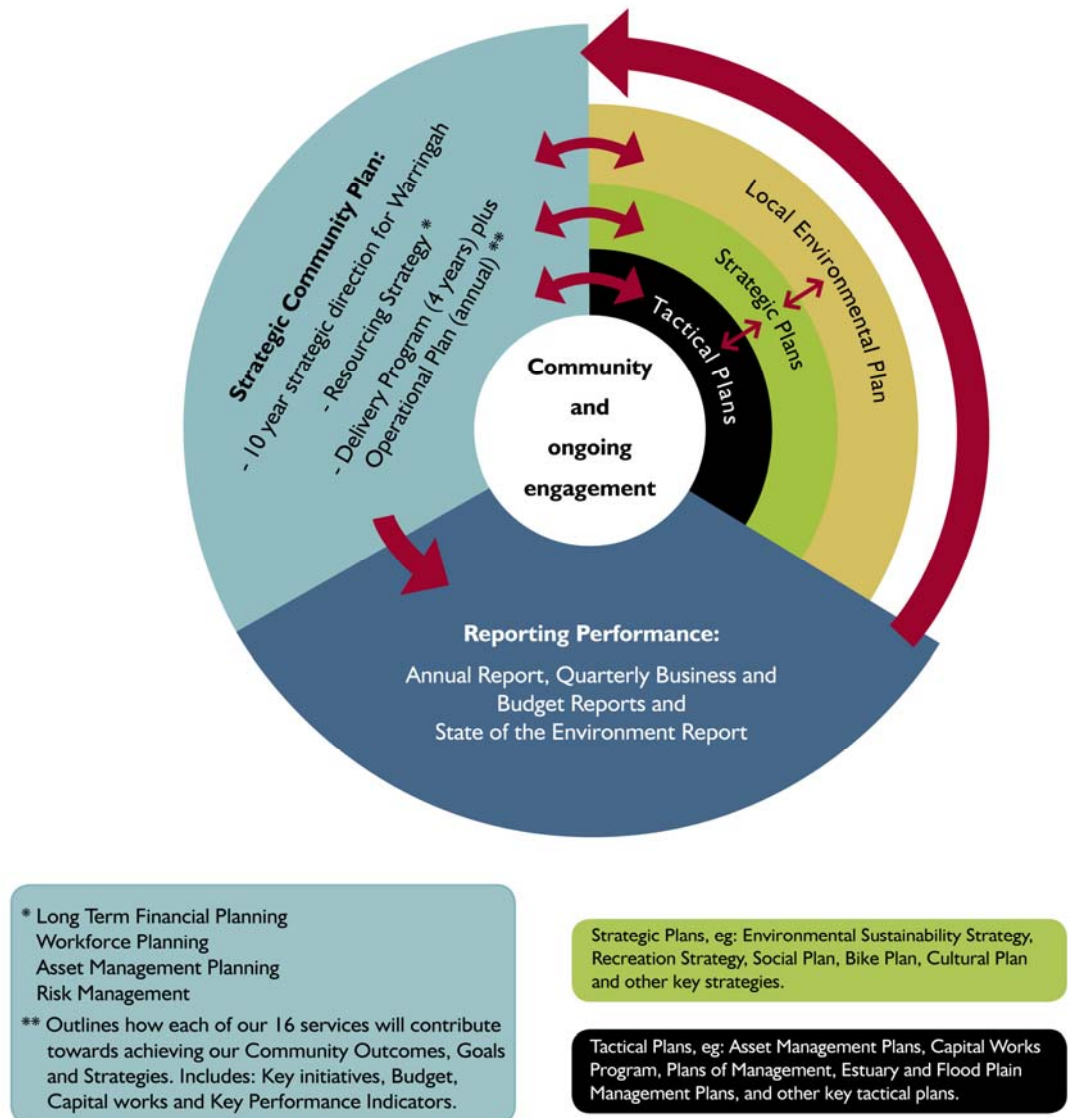 Strategic Community Plan:
- 10 year strategic direction for Warringah
- Resourcing Strategy *
- Delivery Program (4 years) plus
Operational Plan (annual) **
Local Environmental Plan
Strategic Plans
Tactical Plans
Community
and
ongoing
engagement
Reporting Performance:
Annual Report, Quarterly Business and
Budget Reports and
State of the Environment Report
* Long Term Financial Planning
Workforce Planning
Asset Management Planning
Risk Management
** Outlines how each of our 16 services will contribute
towards achieving our Community Outcomes, Goals
and Strategies. Includes: Key initiatives, Budget,
Capital works and Key Performance Indicators.
Strategic Plans, eg: Environmental Sustainability Strategy,
Recreation Strategy, Social Plan, Bike Plan, Cultural Plan
and other key strategies.
Tactical Plans, eg: Asset Management Plans, Capital Works
Program, Plans of Management, Estuary and Flood Plain
Management Plans, and other key tactical plans.